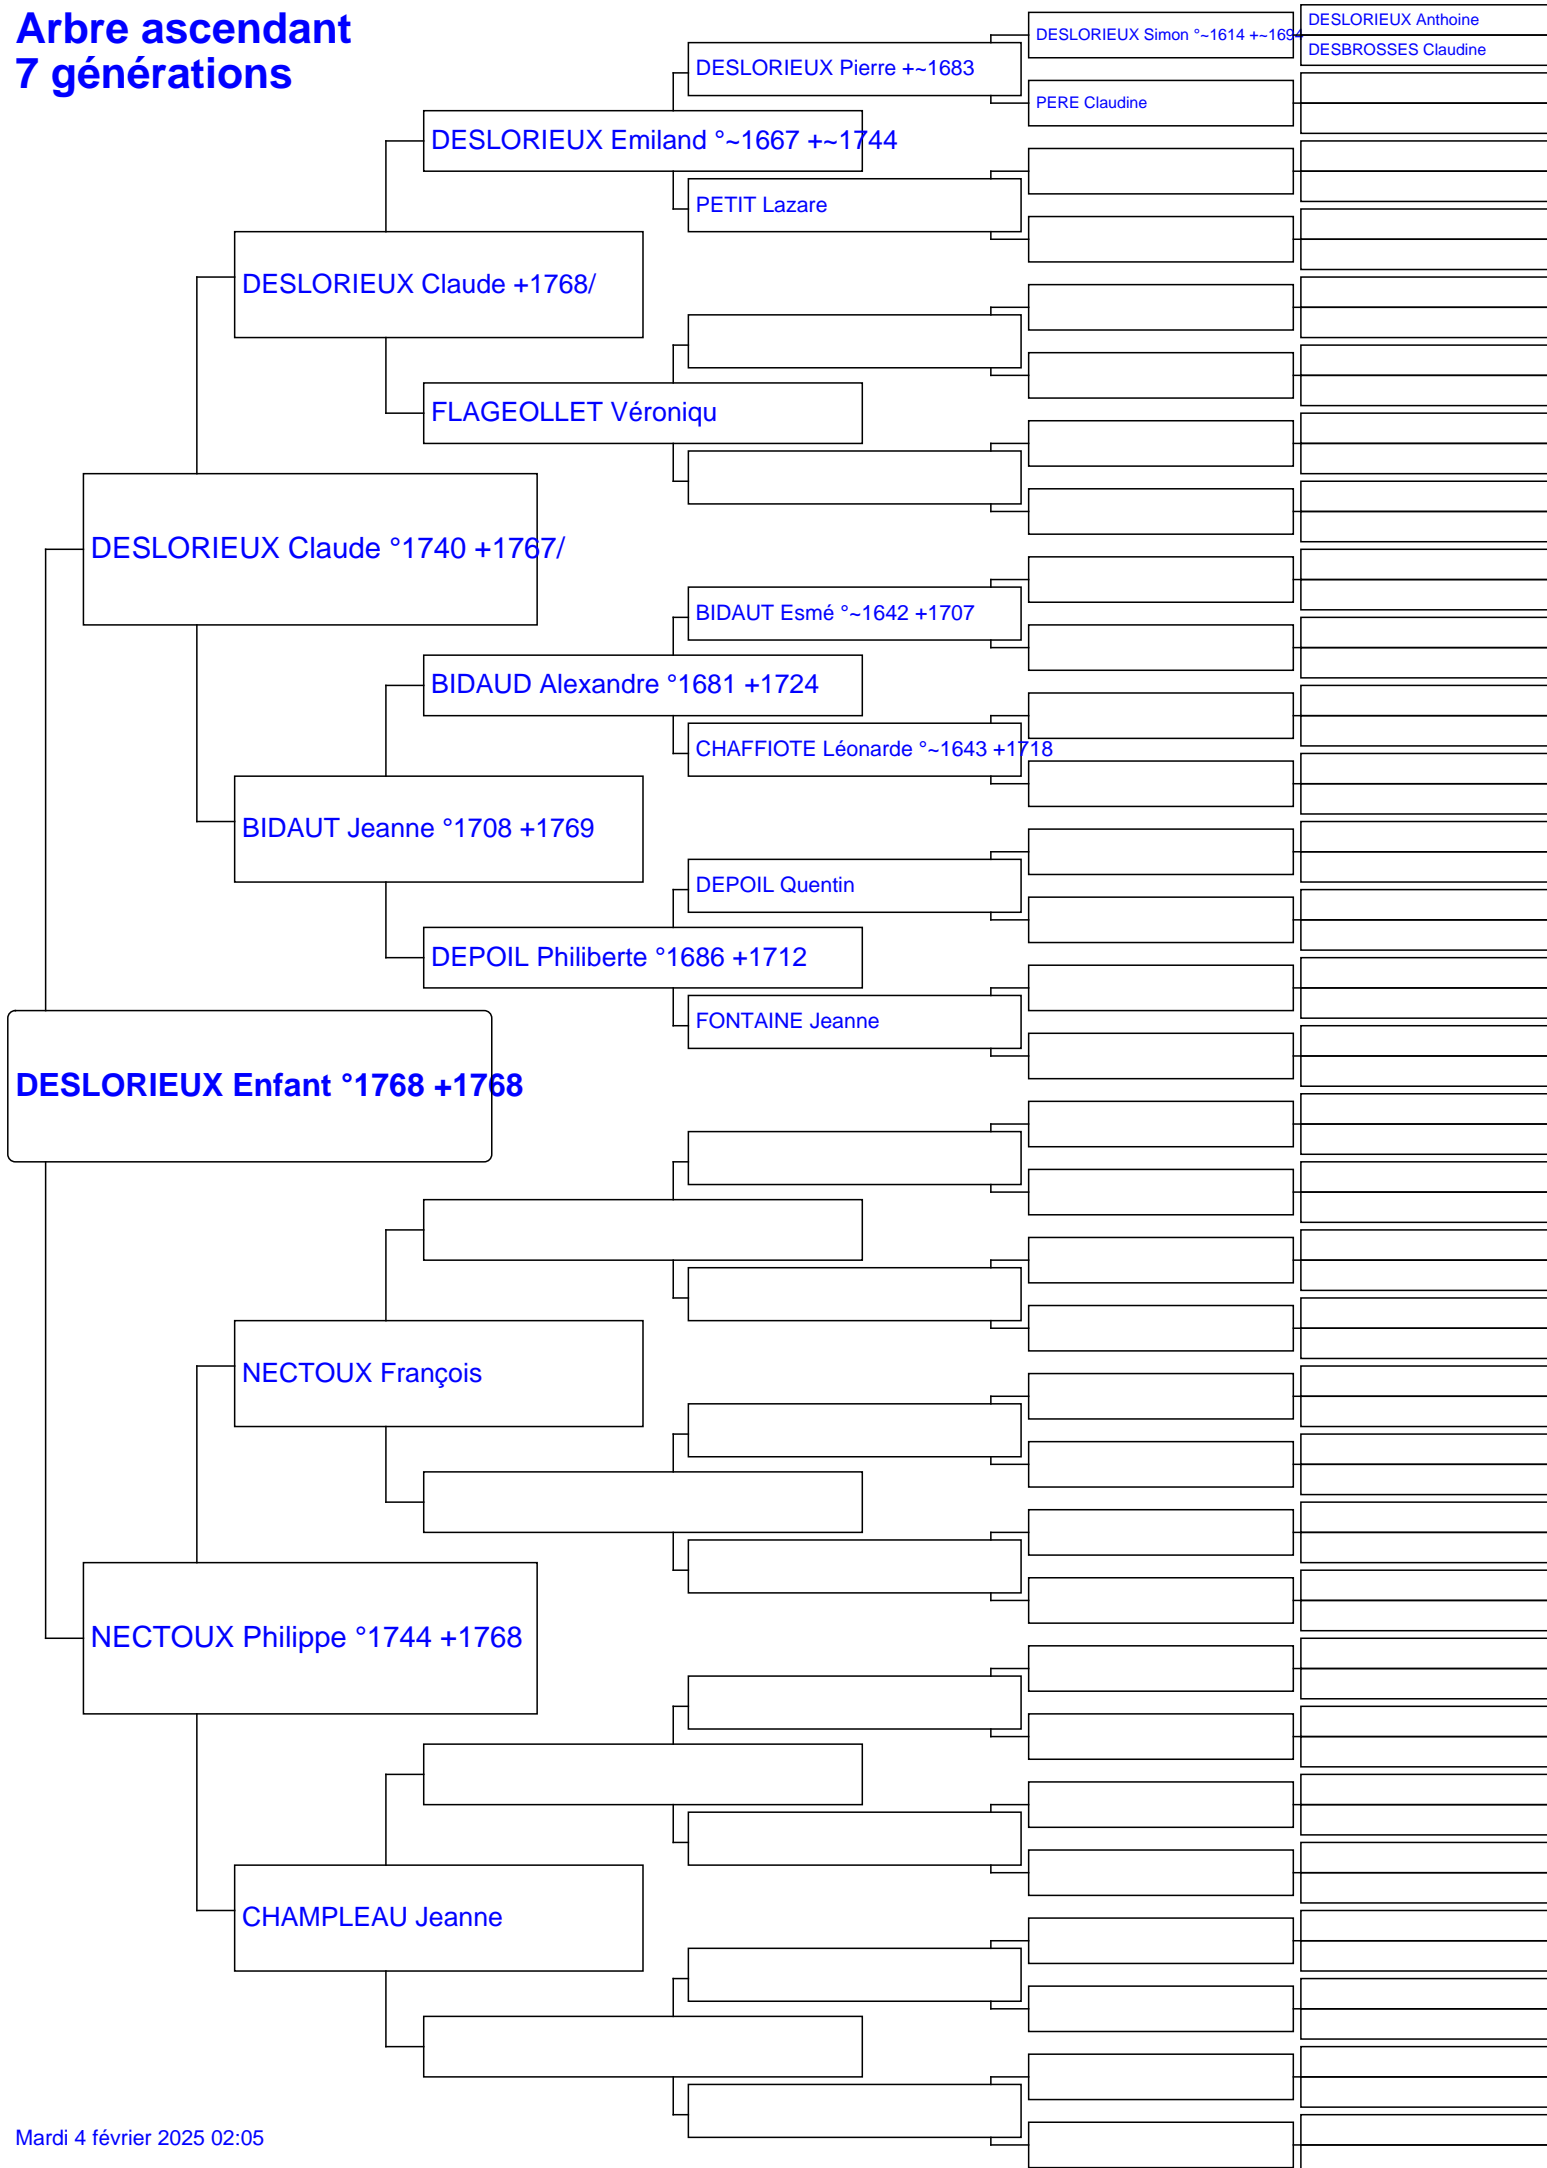 Arbre ascendant
7 générations
DESLORIEUX Anthoine
DESLORIEUX Simon °~1614 +~1694
DESBROSSES Claudine
DESLORIEUX Pierre +~1683
PERE Claudine
DESLORIEUX Emiland °~1667 +~1744
PETIT Lazare
DESLORIEUX Claude +1768/
FLAGEOLLET Véroniqu
DESLORIEUX Claude °1740 +1767/
BIDAUT Esmé °~1642 +1707
BIDAUD Alexandre °1681 +1724
CHAFFIOTE Léonarde °~1643 +1718
BIDAUT Jeanne °1708 +1769
DEPOIL Quentin
DEPOIL Philiberte °1686 +1712
FONTAINE Jeanne
DESLORIEUX Enfant °1768 +1768
NECTOUX François
NECTOUX Philippe °1744 +1768
CHAMPLEAU Jeanne
Mardi 4 février 2025 02:05